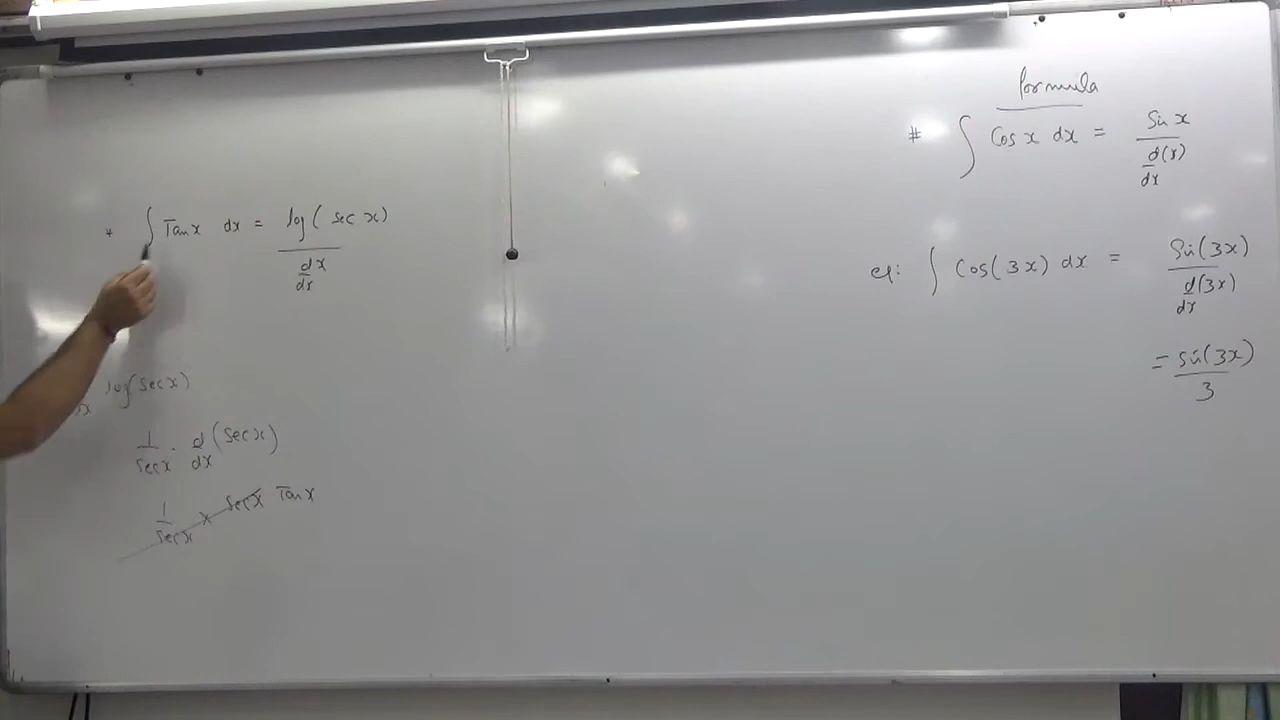 * ∫ Tan x dx = log( sec x) / d/dx x
log(sec x)
1/sec x . d/dx (sec x)
1/sec x × sec x Tan x
Formula
# ∫ Cos x dx = Sin x / d/dx (x)
eg: ∫ Cos( 3x) dx = Sin(3x) / d/dx (3x)
= sin(3x) / 3